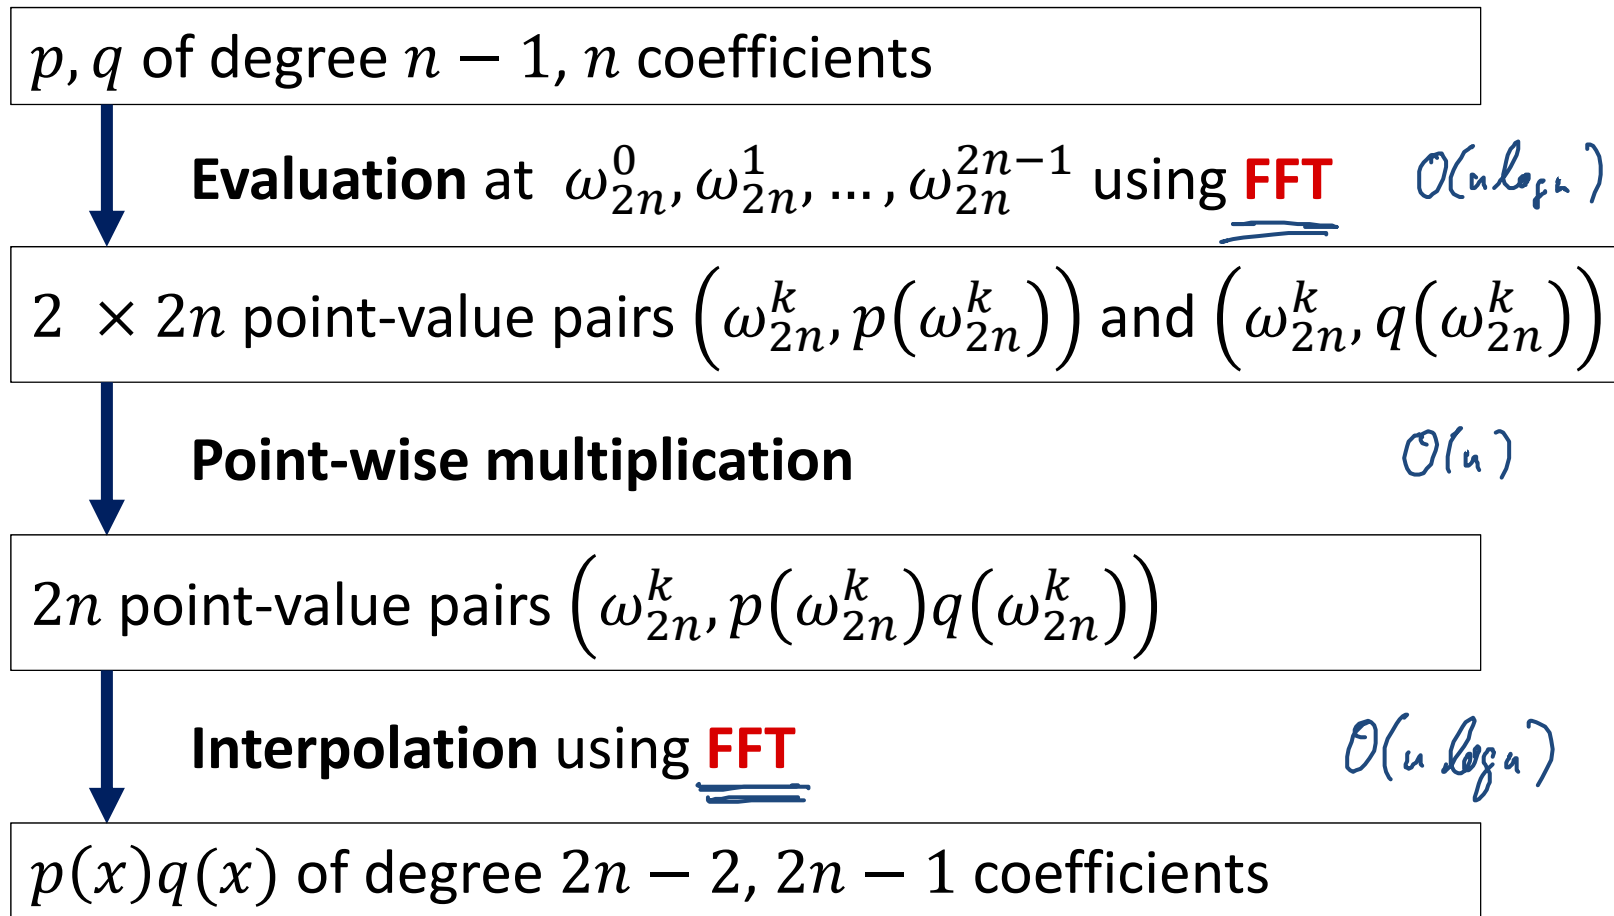 p, q of degree n − 1, n coefficients
Evaluation at ω_{2n}^0, ω_{2n}^1, …, ω_{2n}^{2n−1} using FFT O(n log n)
2 × 2n point-value pairs (ω_{2n}^k, p(ω_{2n}^k)) and (ω_{2n}^k, q(ω_{2n}^k))
Point-wise multiplication O(n)
2n point-value pairs (ω_{2n}^k, p(ω_{2n}^k)q(ω_{2n}^k))
Interpolation using FFT O(n log n)
p(x)q(x) of degree 2n − 2, 2n − 1 coefficients